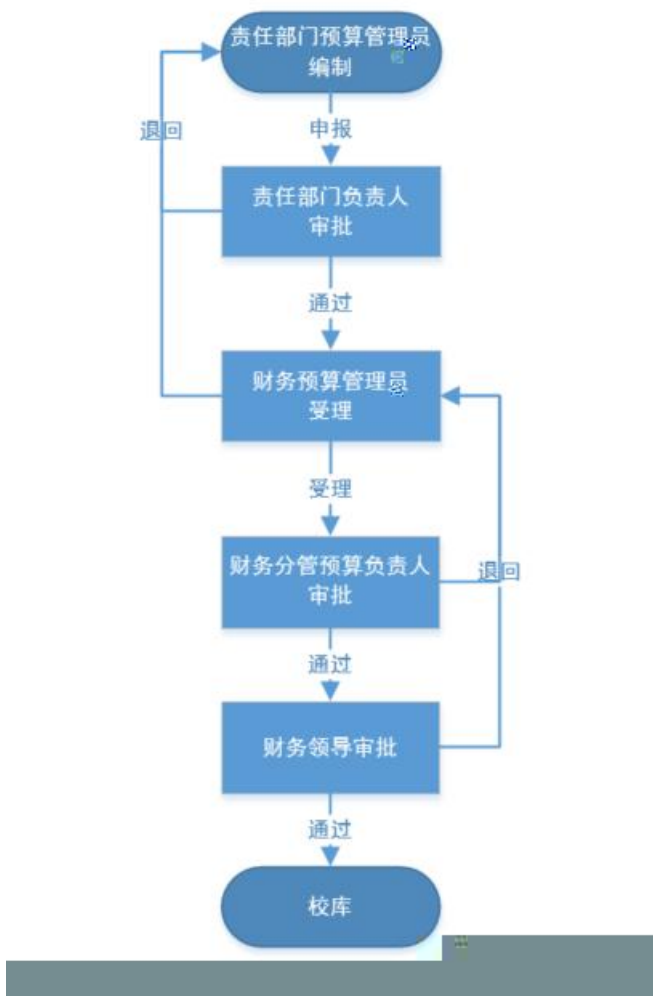 责任部门预算管理员
编制
退回
申报
责任部门负责人
审批
通过
财务预算管理员
受理
受理
财务分管预算负责人
审批
退回
通过
财务领导审批
通过
校库